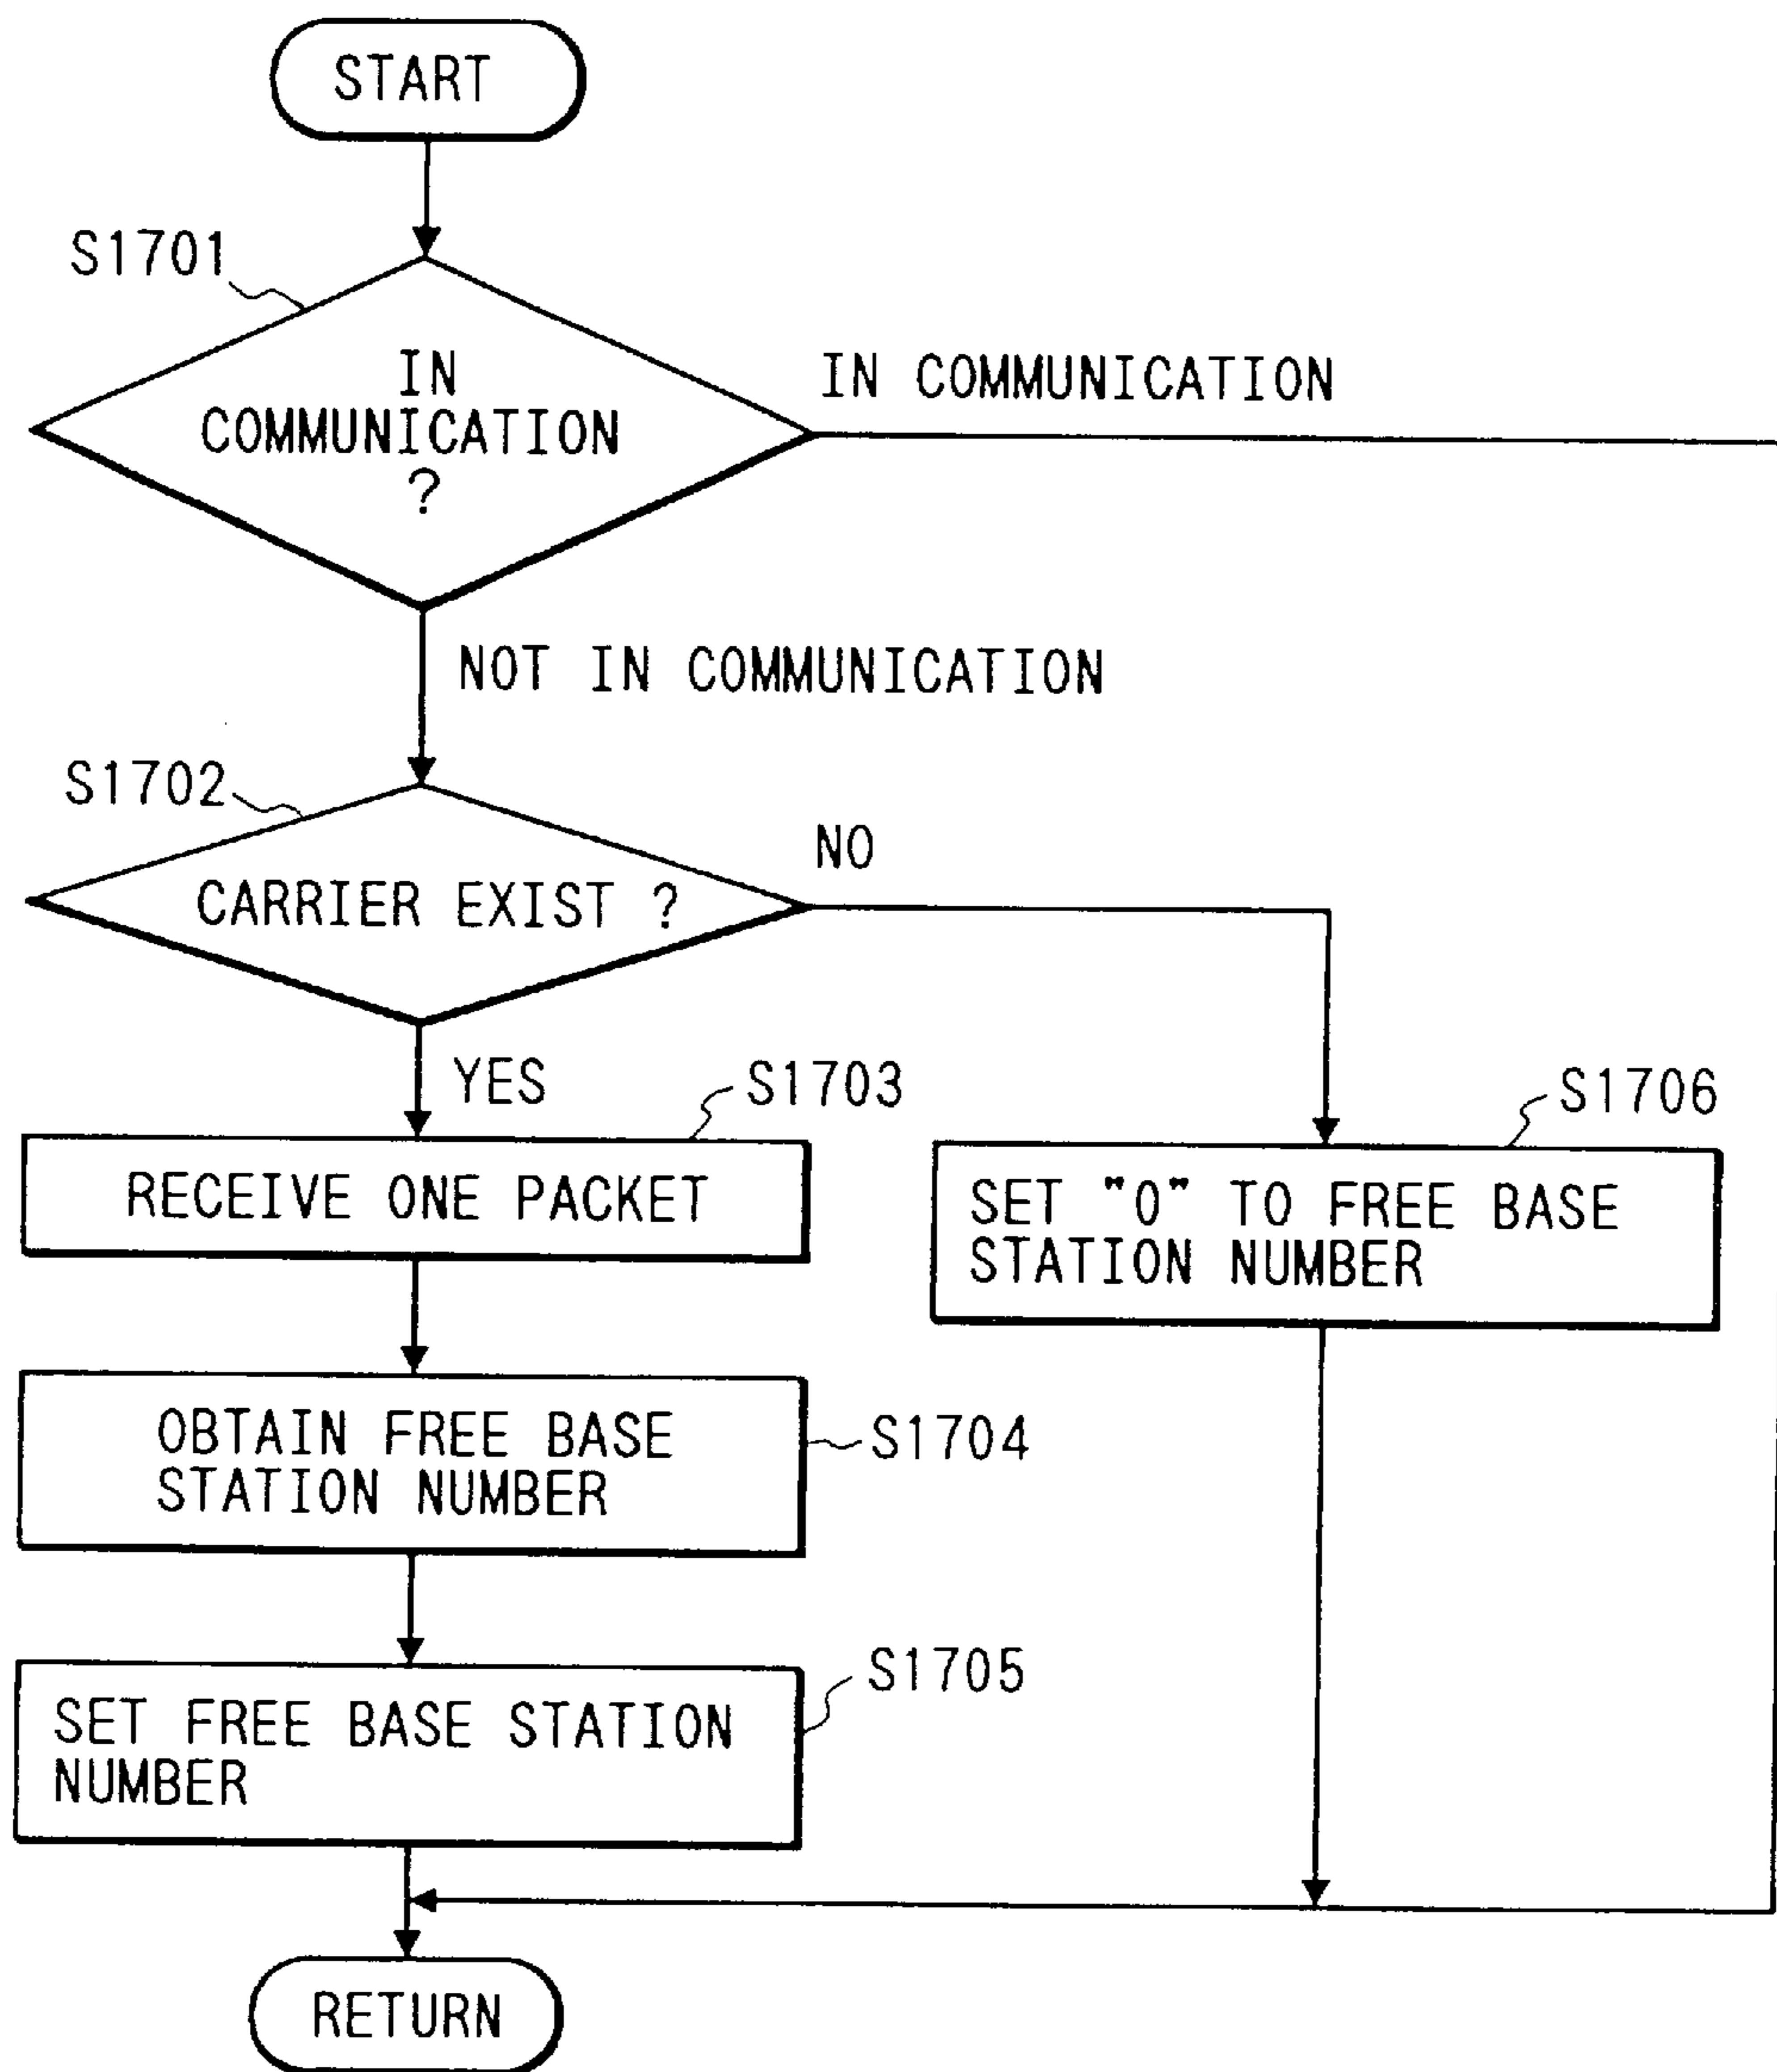 START
S1701
IN
COMMUNICATION
?
IN COMMUNICATION
NOT IN COMMUNICATION
S1702
CARRIER EXIST ?
NO
YES
S1703
RECEIVE ONE PACKET
S1706
SET "0" TO FREE BASE
STATION NUMBER
OBTAIN FREE BASE
STATION NUMBER
S1704
S1705
SET FREE BASE STATION
NUMBER
RETURN